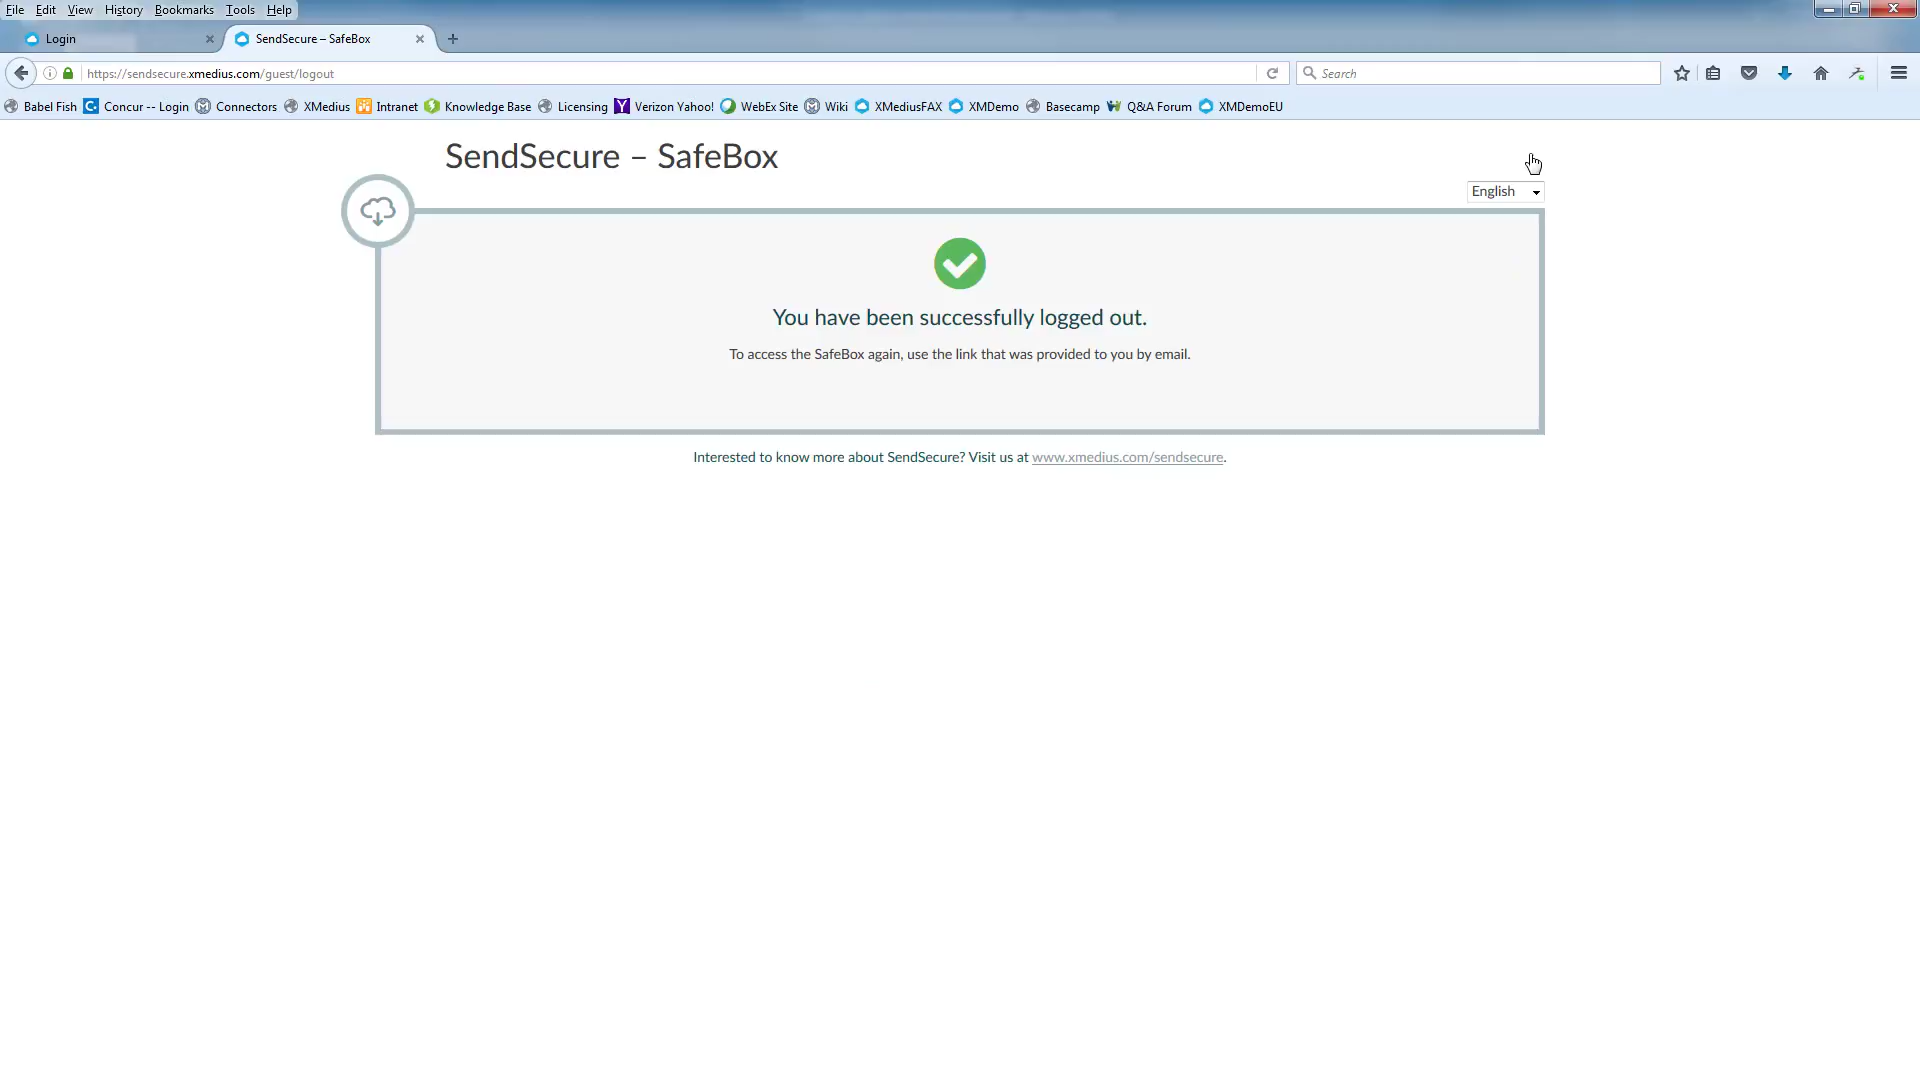 File Edit View History Bookmarks Tools Help
Login
SendSecure – SafeBox
https://sendsecure.xmedius.com/guest/logout
Search
Babel Fish Concur -- Login Connectors XMedius Intranet Knowledge Base Licensing Verizon Yahoo! WebEx Site Wiki XMediusFAX XMDemo Basecamp Q&A Forum XMDemoEU
SendSecure – SafeBox
English
You have been successfully logged out.
To access the SafeBox again, use the link that was provided to you by email.
Interested to know more about SendSecure? Visit us at www.xmedius.com/sendsecure.